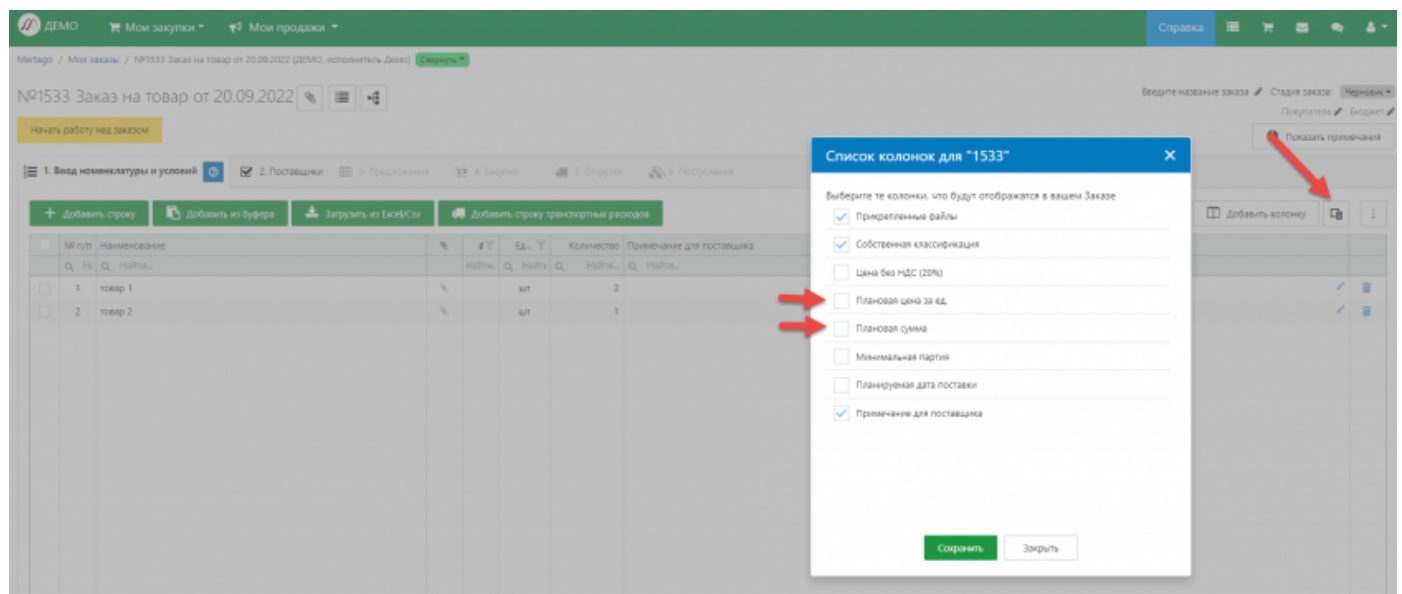 ДЕМО Мои закупки Мои продажи Справка
Mertago / Мои заказы / №1533 Заказ на товар от 20.09.2022 (ДЕМО, исполнитель Демо) Свернуть
№1533 Заказ на товар от 20.09.2022
Введите название заказа Стадия заказа: Черновик
Покупатель Бюджет
Начать работу над заказом
Показать примечания
1. Ввод номенклатуры и условий 2. Поставщики 3. Предложения 4. Закупки 5. Отгрузки 6. Поступления
+ Добавить строку Добавить из буфера Загрузить из Excel/Csv Добавить строку транспортных расходов Добавить колонку
№ п/п Наименование Ед... Количество Примечание для поставщика
Найти... Найти... Найти Найти... Найти...
1 товар 1 шт 2
2 товар 2 шт 1
Список колонок для "1533"
Выберите те колонки, что будут отображатся в вашем Заказе
Прикрепленные файлы
Собственная классификация
Цена без НДС (20%)
Плановая цена за ед.
Плановая сумма
Минимальная партия
Планируемая дата поставки
Примечание для поставщика
Сохранить Закрыть